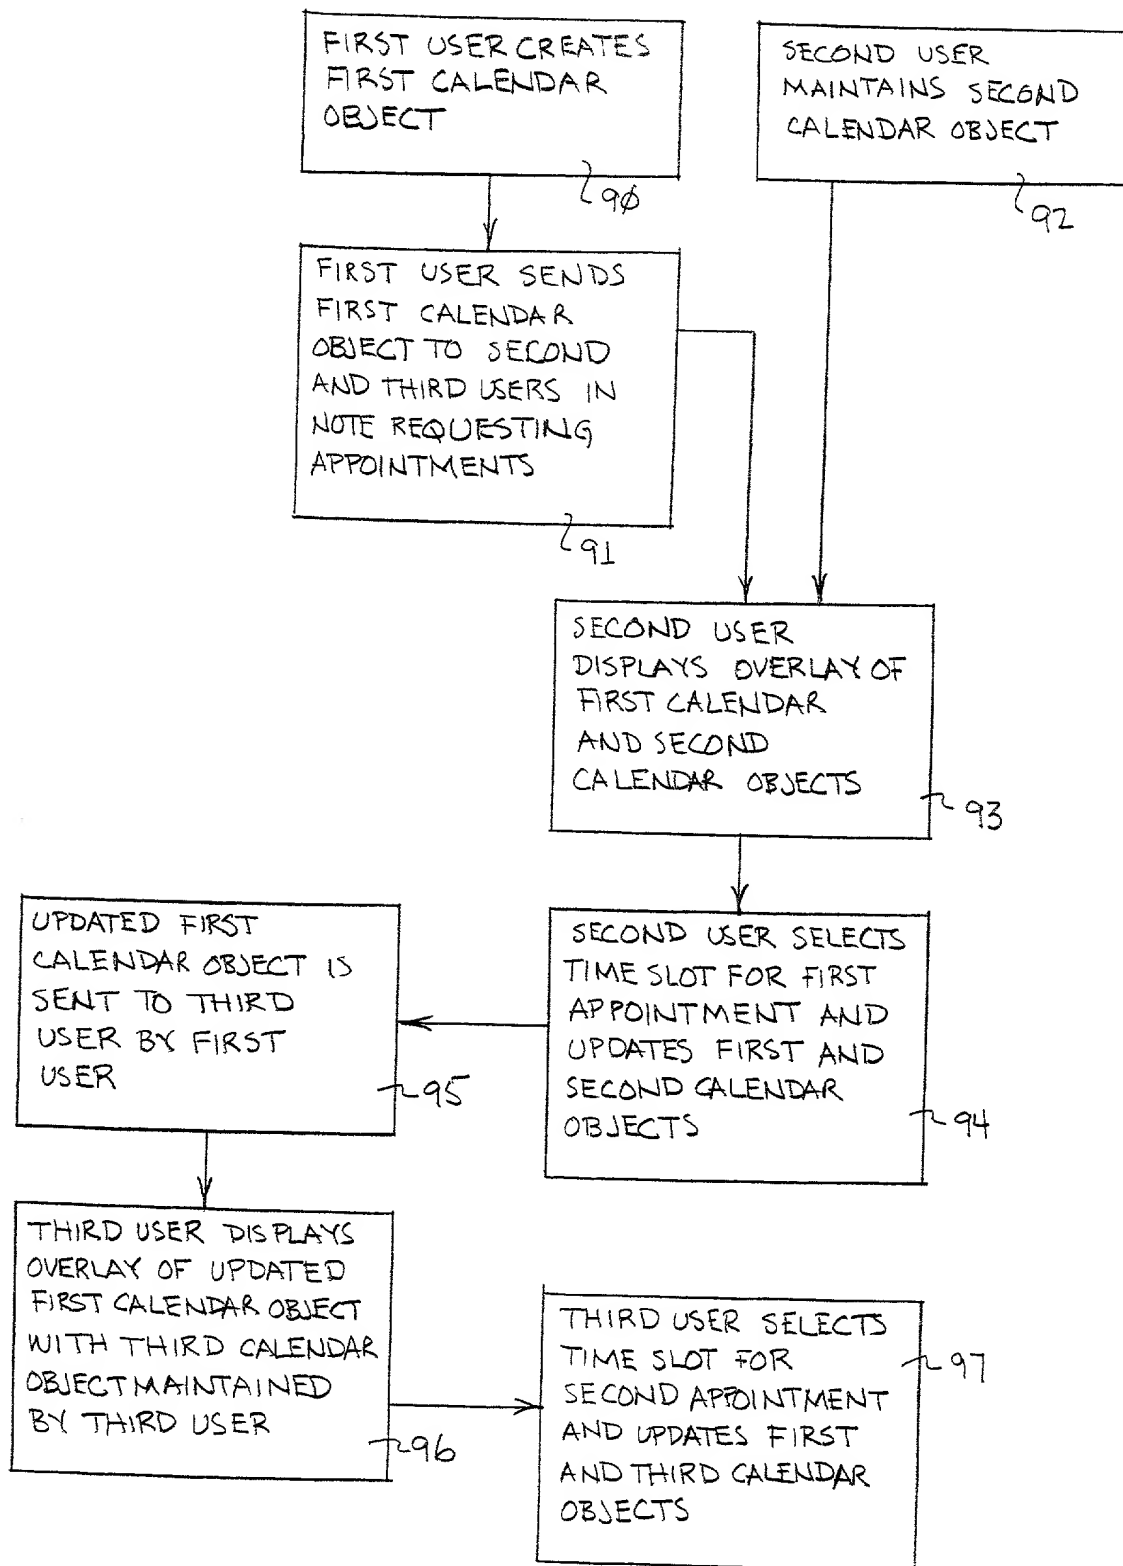 FIRST USER CREATES
FIRST CALENDAR
OBJECT
90
SECOND USER
MAINTAINS SECOND
CALENDAR OBJECT
92
FIRST USER SENDS
FIRST CALENDAR
OBJECT TO SECOND
AND THIRD USERS IN
NOTE REQUESTING
APPOINTMENTS
91
SECOND USER
DISPLAYS OVERLAY OF
FIRST CALENDAR
AND SECOND
CALENDAR OBJECTS
93
SECOND USER SELECTS
TIME SLOT FOR FIRST
APPOINTMENT AND
UPDATES FIRST AND
SECOND CALENDAR
OBJECTS
94
UPDATED FIRST
CALENDAR OBJECT IS
SENT TO THIRD
USER BY FIRST
USER
95
THIRD USER DISPLAYS
OVERLAY OF UPDATED
FIRST CALENDAR OBJECT
WITH THIRD CALENDAR
OBJECT MAINTAINED
BY THIRD USER
96
THIRD USER SELECTS
TIME SLOT FOR
SECOND APPOINTMENT
AND UPDATES FIRST
AND THIRD CALENDAR
OBJECTS
97